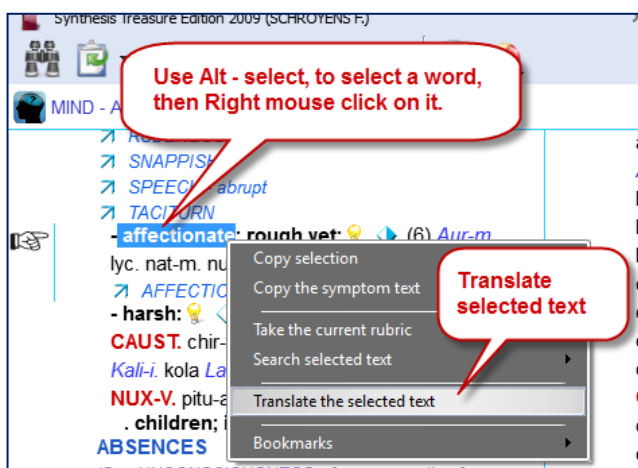 Synthesis Treasure Edition 2009 (SCHROYENS F.)
Use Alt - select, to select a word,
then Right mouse click on it.
MIND - A
SNAPPISH
SPEECH - abrupt
TACITURN
- affectionate; rough yet: (6) Aur-m
lyc. nat-m. nu
AFFECTIO
- harsh:
CAUST. chir-
Kali-i. kola La
NUX-V. pitu-a
. children; i
ABSENCES
Copy selection
Copy the symptom text
Take the current rubric
Search selected text
Translate the selected text
Bookmarks
Translate
selected text